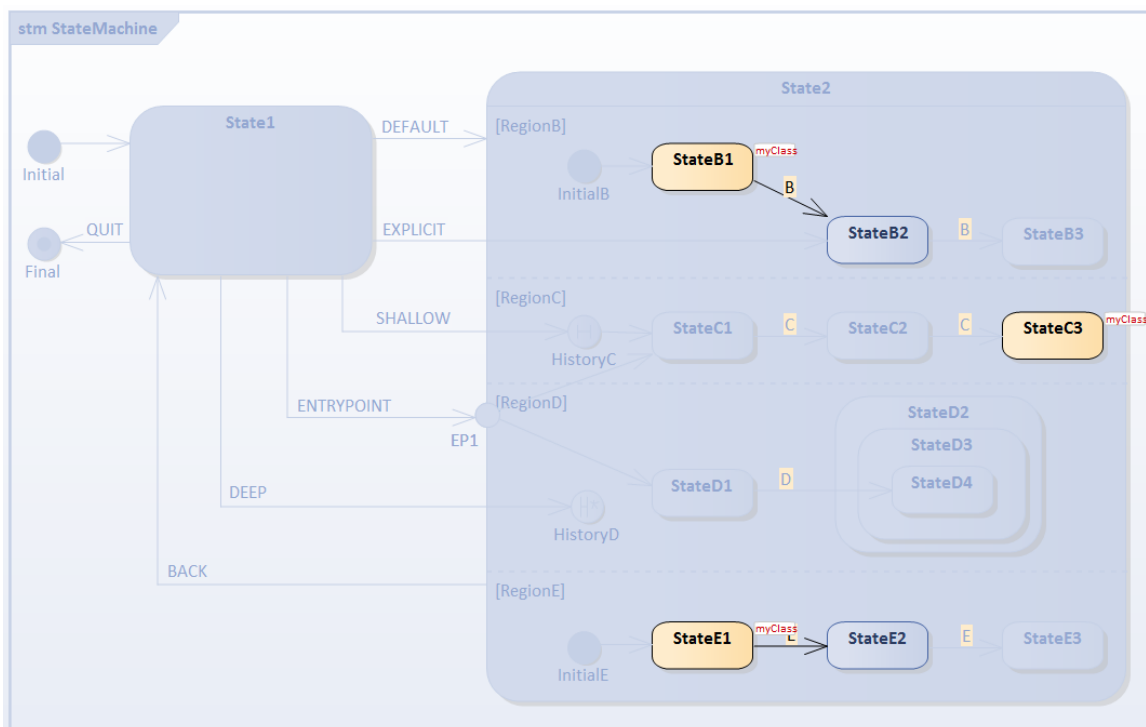 stm StateMachine
State2
State1
DEFAULT
[RegionB]
StateB1
myClass
Initial
InitialB
B
QUIT
EXPLICIT
StateB2
B
StateB3
Final
[RegionC]
SHALLOW
H
HistoryC
StateC1
C
StateC2
C
StateC3
myClass
ENTRYPOINT
[RegionD]
EP1
StateD2
StateD3
StateD1
D
StateD4
DEEP
H*
HistoryD
BACK
[RegionE]
StateE1
myClass
E
StateE2
E
StateE3
InitialE